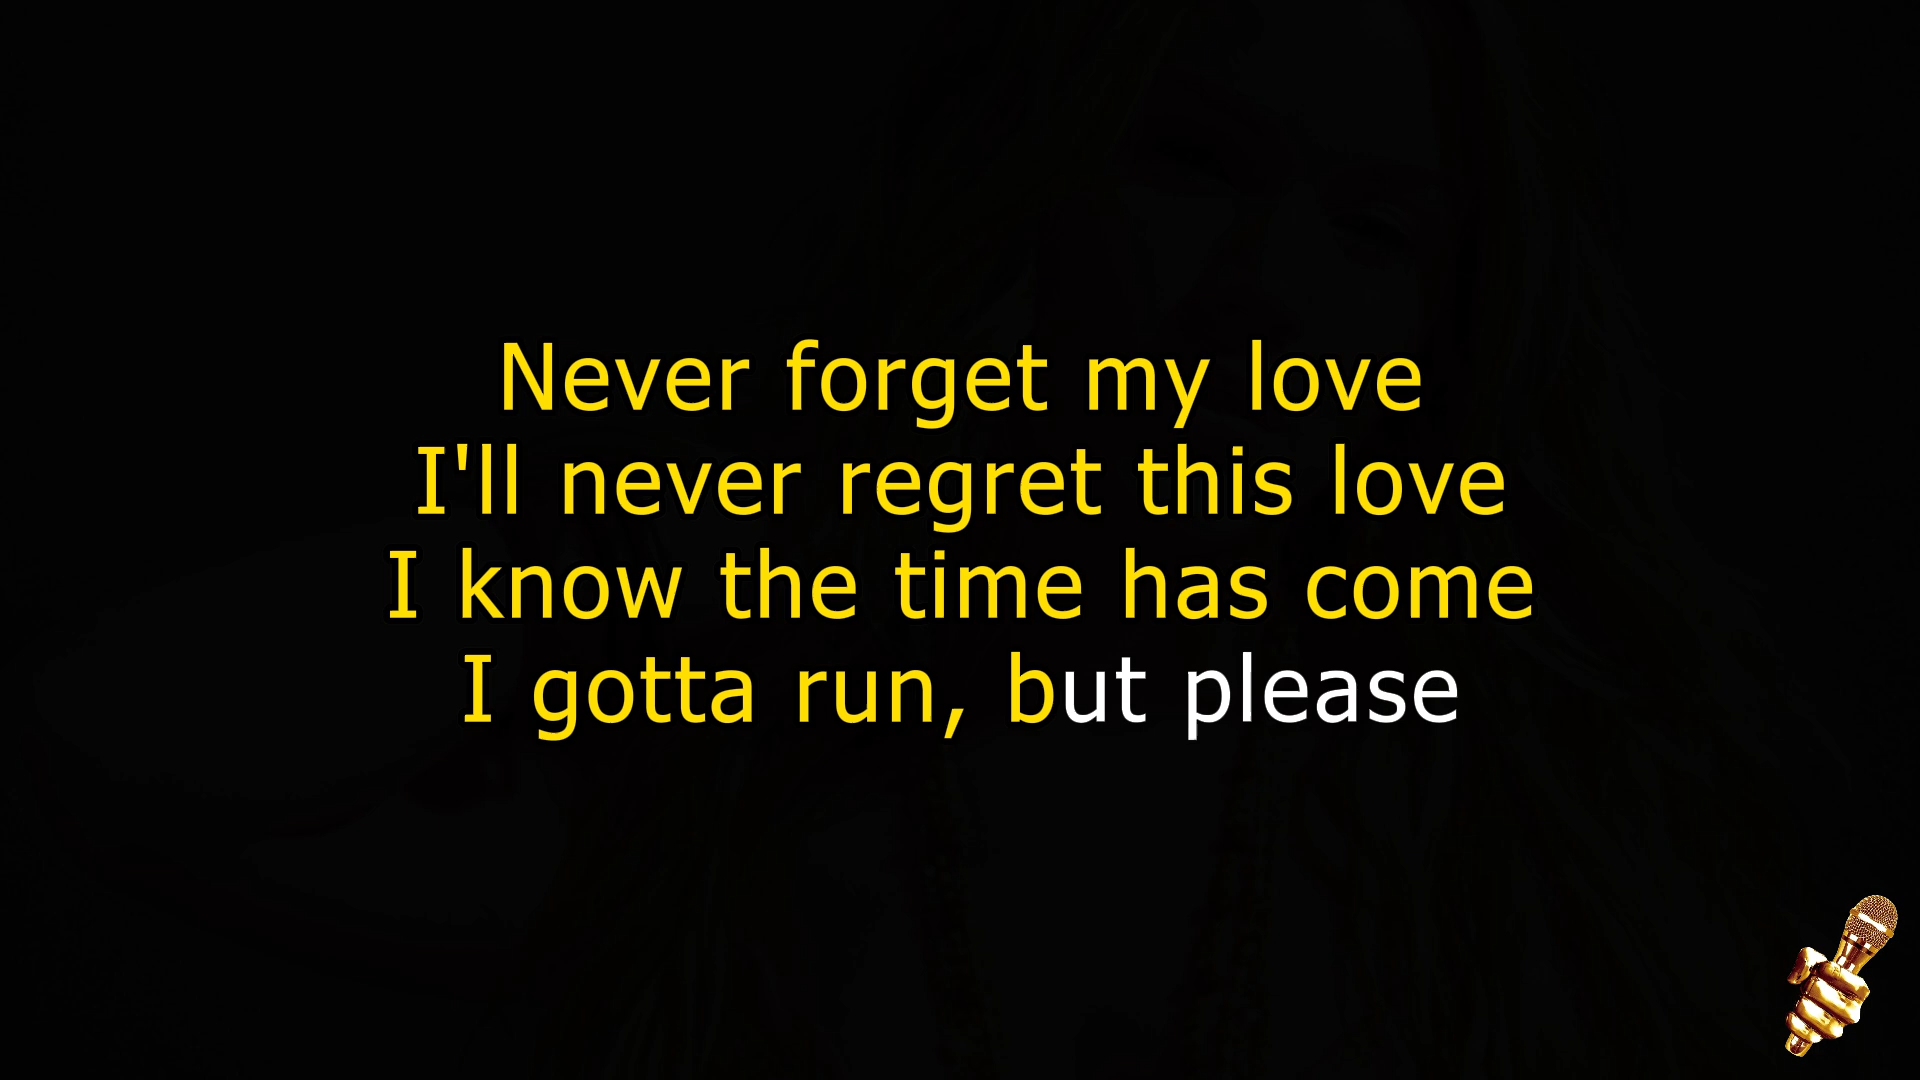 Never forget my love
I'll never regret this love
I know the time has come
I gotta run, but please